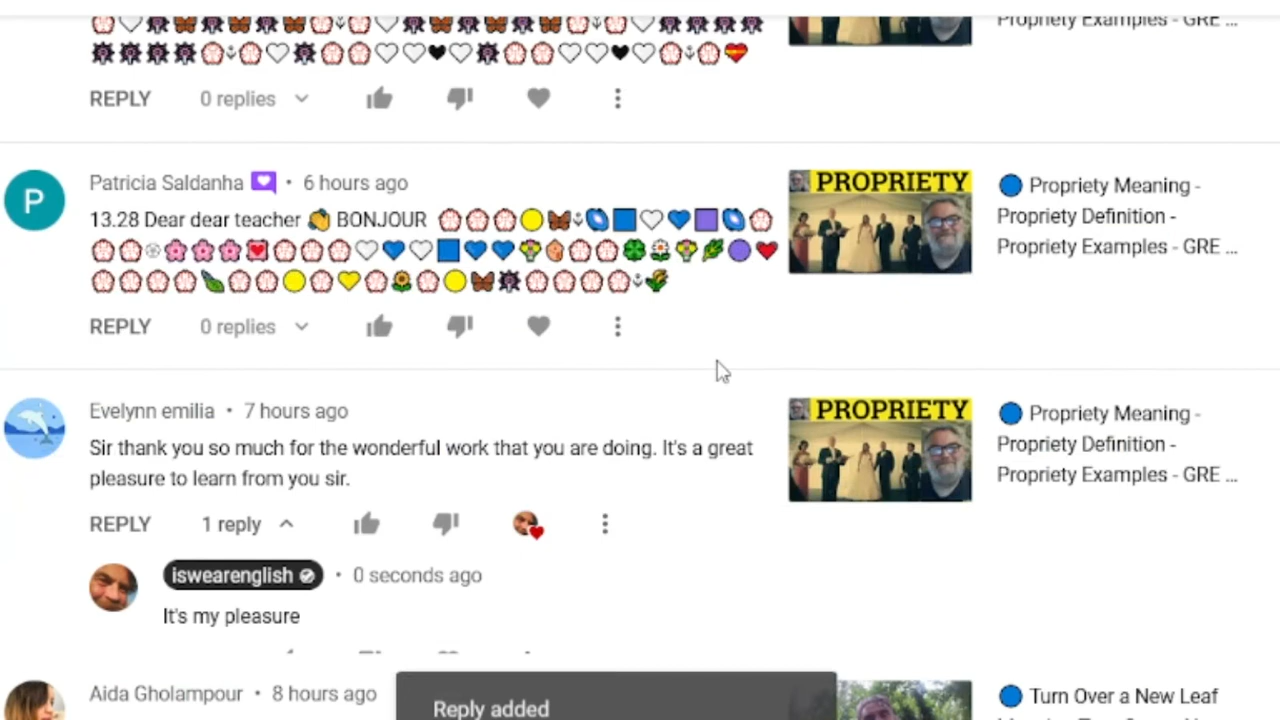 Propriety Examples - GRE ...
REPLY 0 replies
P
Patricia Saldanha • 6 hours ago
13.28 Dear dear teacher 👏 BONJOUR
REPLY 0 replies
PROPRIETY
🔵 Propriety Meaning -
Propriety Definition -
Propriety Examples - GRE ...
Evelynn emilia • 7 hours ago
Sir thank you so much for the wonderful work that you are doing. It's a great
pleasure to learn from you sir.
REPLY 1 reply
PROPRIETY
🔵 Propriety Meaning -
Propriety Definition -
Propriety Examples - GRE ...
iswearenglish • 0 seconds ago
It's my pleasure
Aida Gholampour • 8 hours ago
Reply added
🔵 Turn Over a New Leaf